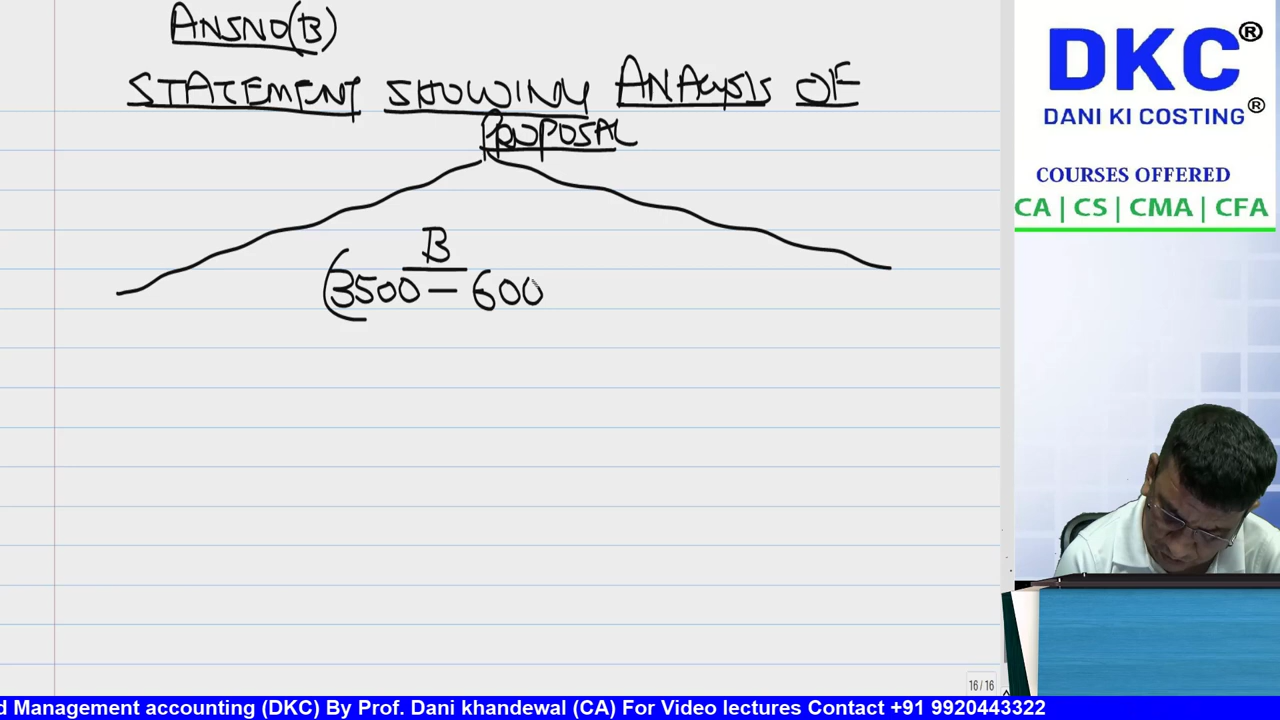 ANSNO(B)
STATEMENT SHOWING ANALYSIS OF
PROPOSAL
B
(3500 - 600
16/16
DKC®
DANI KI COSTING®
COURSES OFFERED
CA | CS | CMA | CFA
d Management accounting (DKC) By Prof. Dani khandewal (CA) For Video lectures Contact +91 9920443322